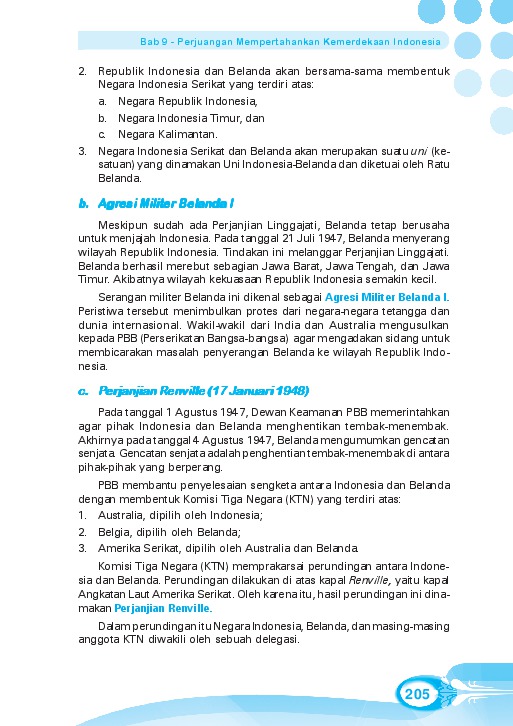 Bab 9 - Perjuangan Mempertahankan Kemerdekaan Indonesia
2. Republik Indonesia dan Belanda akan bersama-sama membentuk
Negara Indonesia Serikat yang terdiri atas:
a. Negara Republik Indonesia,
b. Negara Indonesia Timur, dan
c. Negara Kalimantan.
3. Negara Indonesia Serikat dan Belanda akan merupakan suatu uni (ke-
satuan) yang dinamakan Uni Indonesia-Belanda dan diketuai oleh Ratu
Belanda.
b. Agresi Militer Belanda I
Meskipun sudah ada Perjanjian Linggajati, Belanda tetap berusaha
untuk menjajah Indonesia. Pada tanggal 21 Juli 1947, Belanda menyerang
wilayah Republik Indonesia. Tindakan ini melanggar Perjanjian Linggajati.
Belanda berhasil merebut sebagian Jawa Barat, Jawa Tengah, dan Jawa
Timur. Akibatnya wilayah kekuasaan Republik Indonesia semakin kecil.
Serangan militer Belanda ini dikenal sebagai Agresi Militer Belanda I.
Peristiwa tersebut menimbulkan protes dari negara-negara tetangga dan
dunia internasional. Wakil-wakil dari India dan Australia mengusulkan
kepada PBB (Perserikatan Bangsa-bangsa) agar mengadakan sidang untuk
membicarakan masalah penyerangan Belanda ke wilayah Republik Indo-
nesia.
c. Perjanjian Renville (17 Januari 1948)
Pada tanggal 1 Agustus 1947, Dewan Keamanan PBB memerintahkan
agar pihak Indonesia dan Belanda menghentikan tembak-menembak.
Akhirnya pada tanggal 4 Agustus 1947, Belanda mengumumkan gencatan
senjata. Gencatan senjata adalah penghentian tembak-menembak di antara
pihak-pihak yang berperang.
PBB membantu penyelesaian sengketa antara Indonesia dan Belanda
dengan membentuk Komisi Tiga Negara (KTN) yang terdiri atas:
1. Australia, dipilih oleh Indonesia;
2. Belgia, dipilih oleh Belanda;
3. Amerika Serikat, dipilih oleh Australia dan Belanda.
Komisi Tiga Negara (KTN) memprakarsai perundingan antara Indone-
sia dan Belanda. Perundingan dilakukan di atas kapal Renville, yaitu kapal
Angkatan Laut Amerika Serikat. Oleh karena itu, hasil perundingan ini dina-
makan Perjanjian Renville.
Dalam perundingan itu Negara Indonesia, Belanda, dan masing-masing
anggota KTN diwakili oleh sebuah delegasi.
205